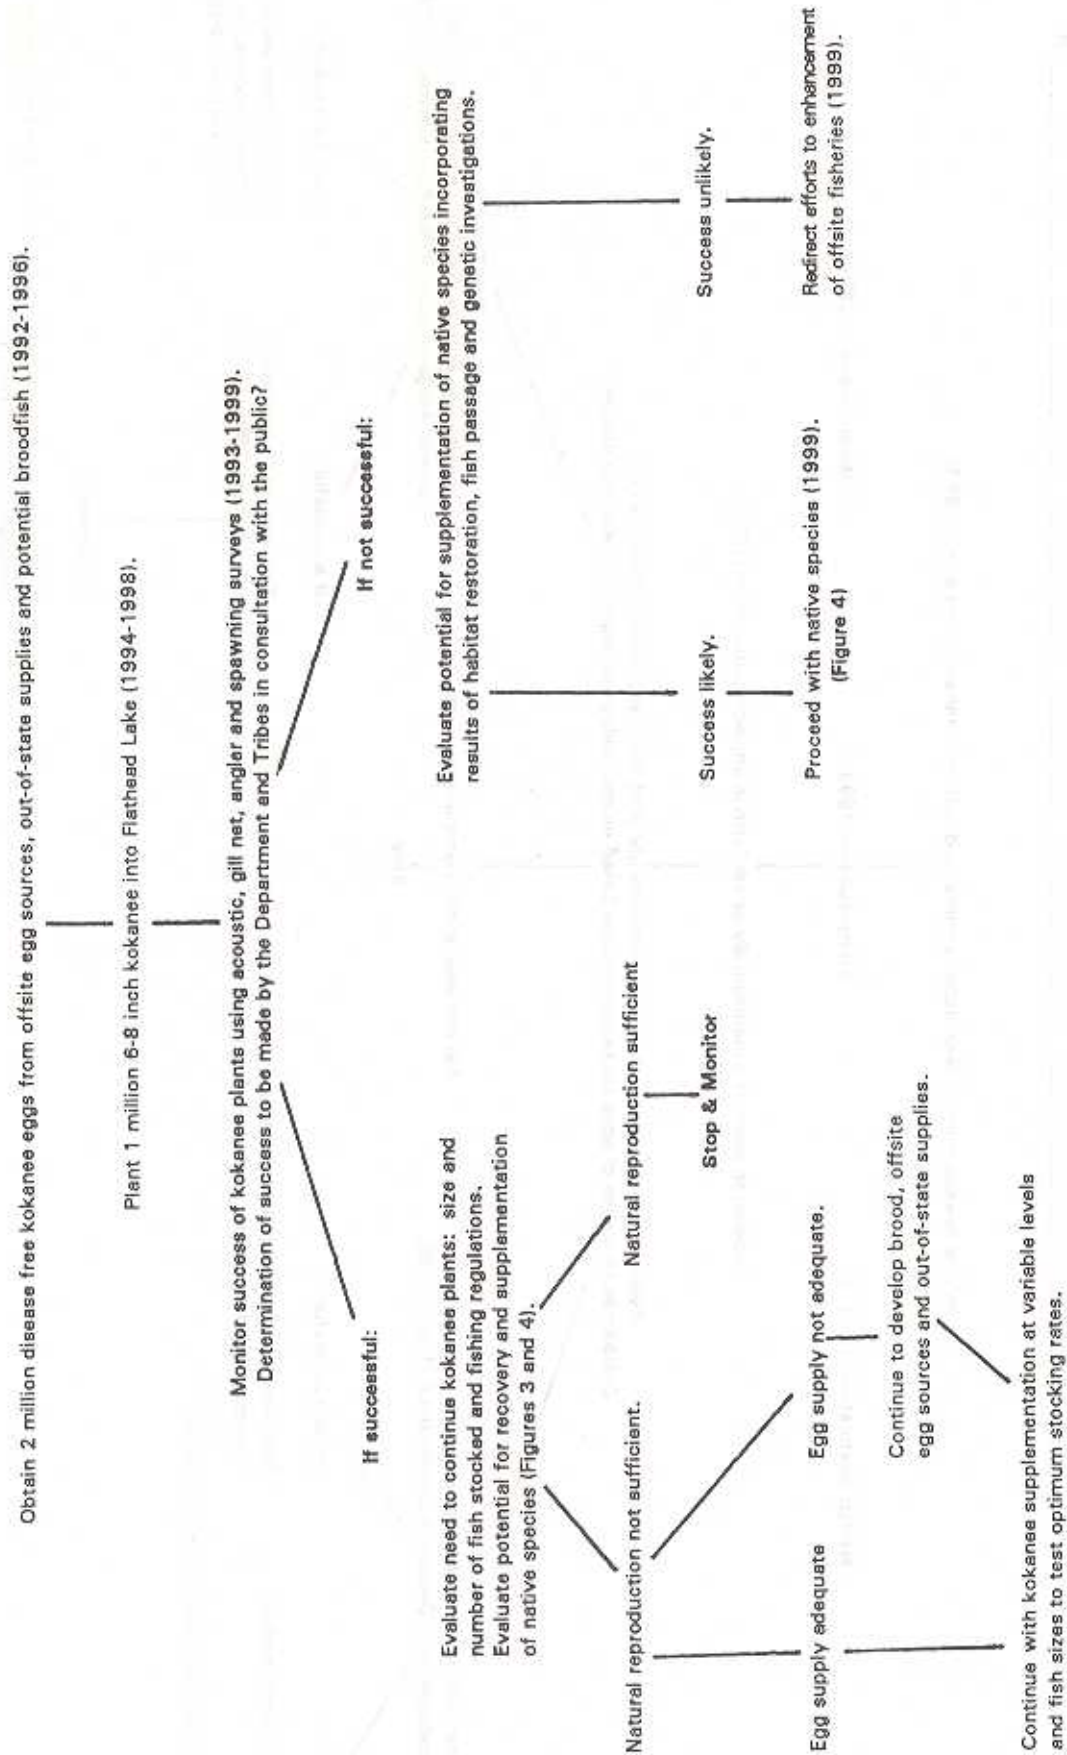 Obtain 2 million disease free kokanee eggs from offsite egg sources, out-of-state supplies and potential broodfish (1992-1996).
Plant 1 million 6-8 inch kokanee into Flathead Lake (1994-1998).
Monitor success of kokanee plants using acoustic, gill net, angler and spawning surveys (1993-1999).
Determination of success to be made by the Department and Tribes in consultation with the public?
If successful:
If not successful:
Evaluate need to continue kokanee plants: size and
number of fish stocked and fishing regulations.
Evaluate potential for recovery and supplementation
of native species (Figures 3 and 4).
Evaluate potential for supplementation of native species incorporating
results of habitat restoration, fish passage and genetic investigations.
Natural reproduction not sufficient.
Natural reproduction sufficient
Stop & Monitor
Success likely.
Success unlikely.
Egg supply adequate
Egg supply not adequate.
Proceed with native species (1999).
(Figure 4)
Redirect efforts to enhancement
of offsite fisheries (1999).
Continue to develop brood, offsite
egg sources and out-of-state supplies.
Continue with kokanee supplementation at variable levels
and fish sizes to test optimum stocking rates.